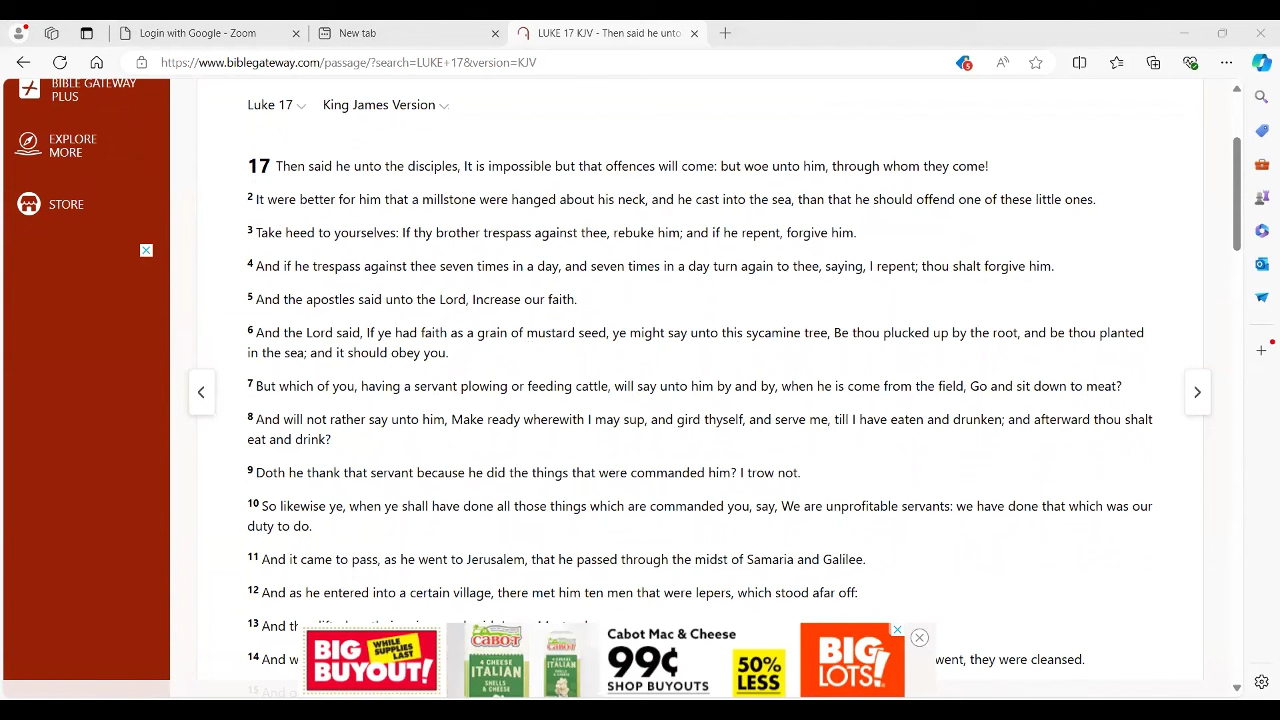 Login with Google - Zoom
New tab
LUKE 17 KJV - Then said he unto
https://www.biblegateway.com/passage/?search=LUKE+17&version=KJV
5
BIBLE GATEWAY
PLUS
EXPLORE
MORE
STORE
Luke 17
King James Version
17 Then said he unto the disciples, It is impossible but that offences will come: but woe unto him, through whom they come!
2 It were better for him that a millstone were hanged about his neck, and he cast into the sea, than that he should offend one of these little ones.
3 Take heed to yourselves: If thy brother trespass against thee, rebuke him; and if he repent, forgive him.
4 And if he trespass against thee seven times in a day, and seven times in a day turn again to thee, saying, I repent; thou shalt forgive him.
5 And the apostles said unto the Lord, Increase our faith.
6 And the Lord said, If ye had faith as a grain of mustard seed, ye might say unto this sycamine tree, Be thou plucked up by the root, and be thou planted
in the sea; and it should obey you.
7 But which of you, having a servant plowing or feeding cattle, will say unto him by and by, when he is come from the field, Go and sit down to meat?
8 And will not rather say unto him, Make ready wherewith I may sup, and gird thyself, and serve me, till I have eaten and drunken; and afterward thou shalt
eat and drink?
9 Doth he thank that servant because he did the things that were commanded him? I trow not.
10 So likewise ye, when ye shall have done all those things which are commanded you, say, We are unprofitable servants: we have done that which was our
duty to do.
11 And it came to pass, as he went to Jerusalem, that he passed through the midst of Samaria and Galilee.
12 And as he entered into a certain village, there met him ten men that were lepers, which stood afar off:
13 And
14 And
went, they were cleansed.
15
BIG
BUYOUT!
WHILE
SUPPLIES
LAST
CABOT
4 CHEESE
ITALIAN
SHELLS
& CHEESE
ITALIAN
Cabot Mac & Cheese
99¢
SHOP BUYOUTS
50%
LESS
BIG
LOTS!